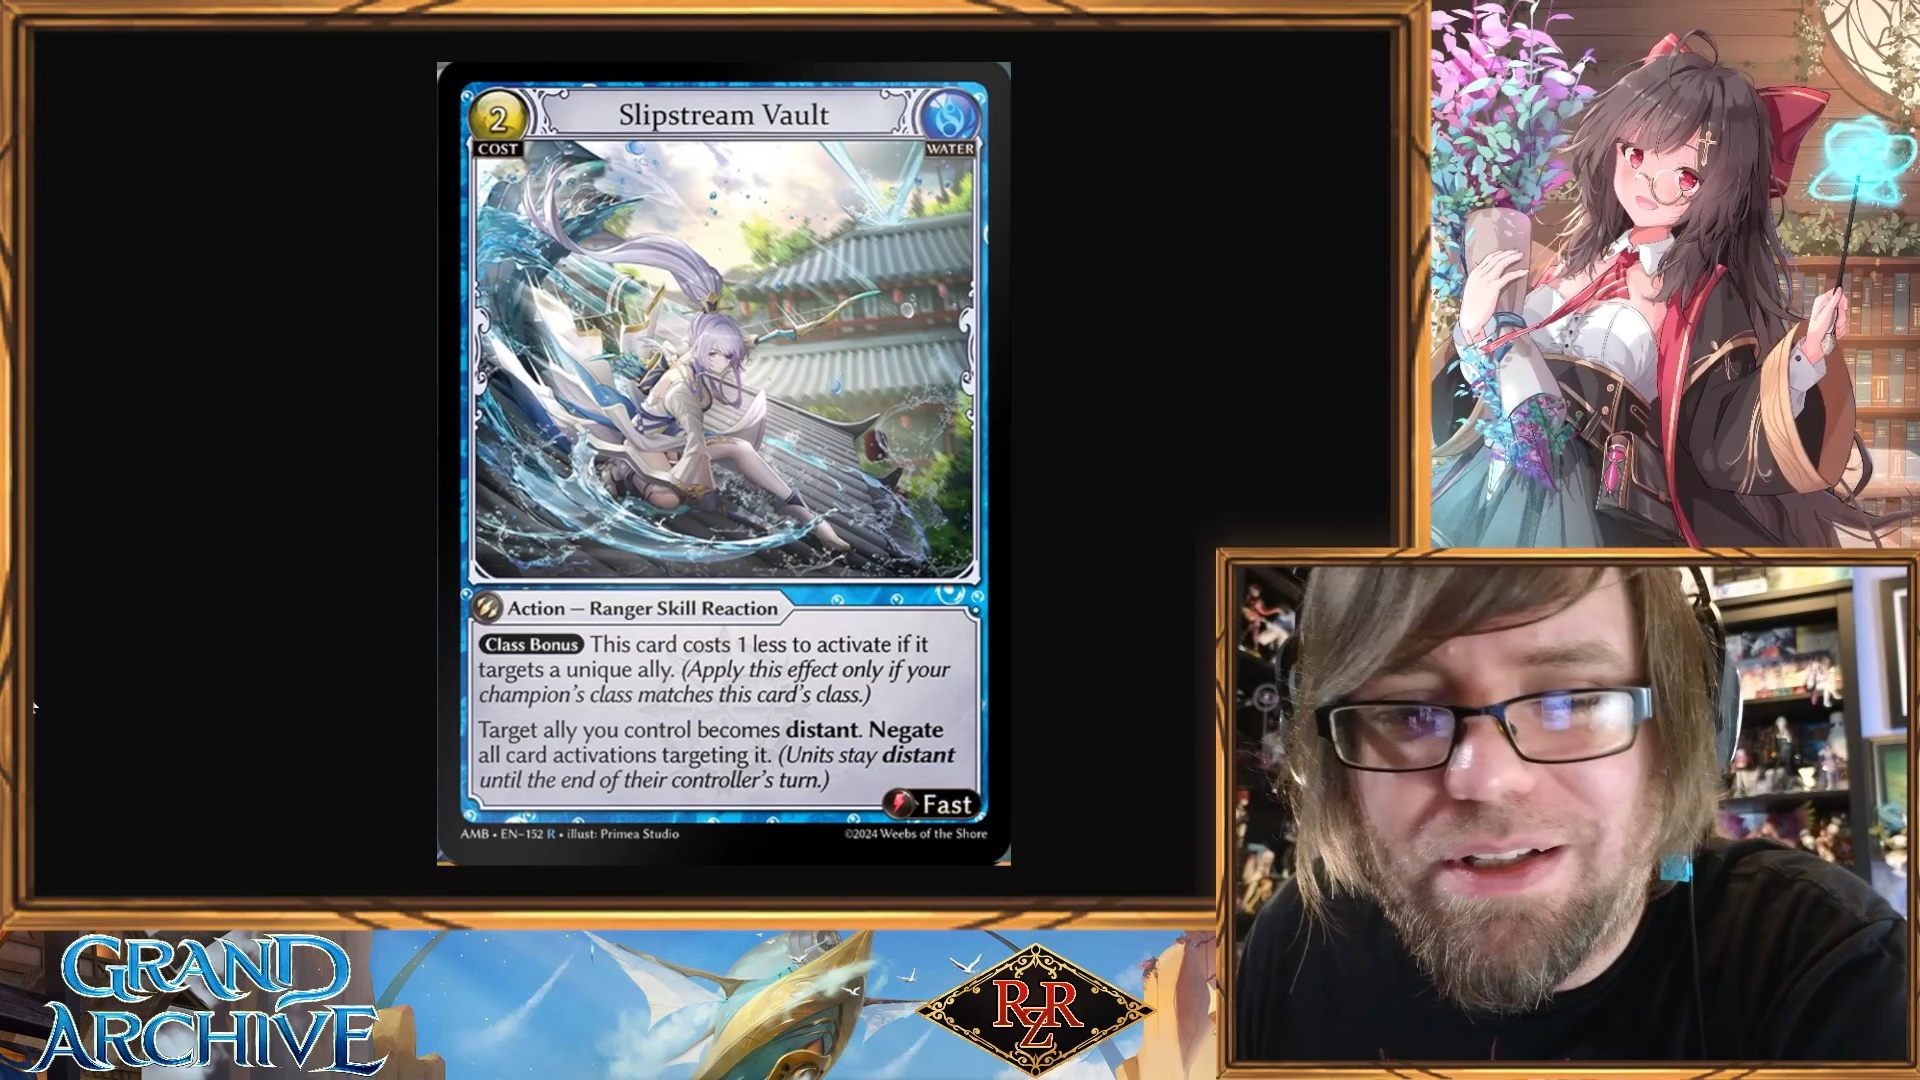 2
COST
Slipstream Vault
WATER
Action — Ranger Skill Reaction
Class Bonus This card costs 1 less to activate if it
targets a unique ally. (Apply this effect only if your
champion's class matches this card's class.)
Target ally you control becomes distant. Negate
all card activations targeting it. (Units stay distant
until the end of their controller's turn.)
Fast
AMB • EN-152 R • illust: Primea Studio
©2024 Weebs of the Shore
GRAND
ARCHIVE
RZR